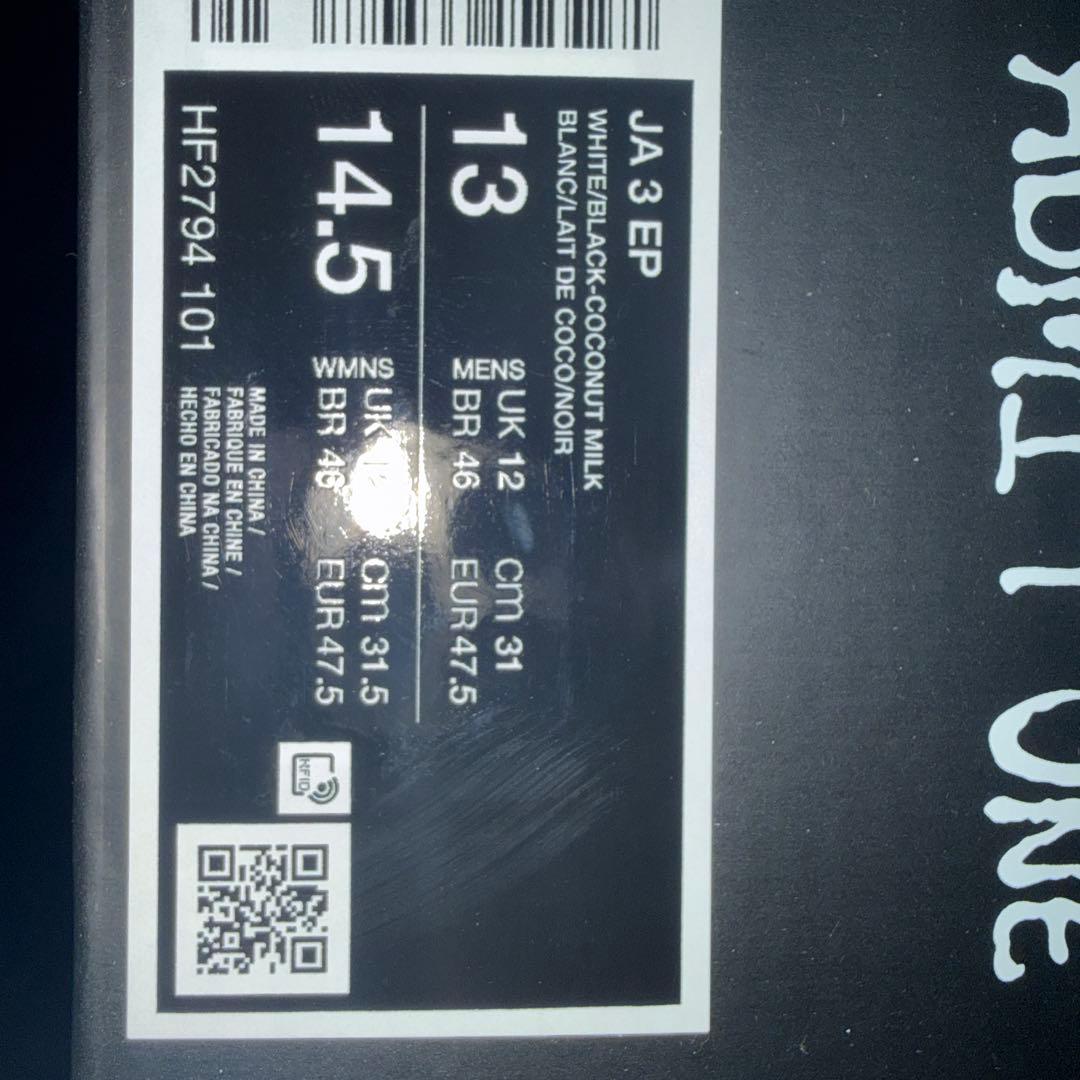 ADMIT ONE
JA 3 EP
WHITE/BLACK-COCONUT MILK
BLANC/LAIT DE COCO/NOIR
13 MENS UK 12 cm 31
BR 46 EUR 47.5
14.5 WMNS UK cm 31.5
BR 46 EUR 47.5
HF2794 101
MADE IN CHINA /
FABRIQUE EN CHINE /
FABRICADO NA CHINA /
HECHO EN CHINA
RFID